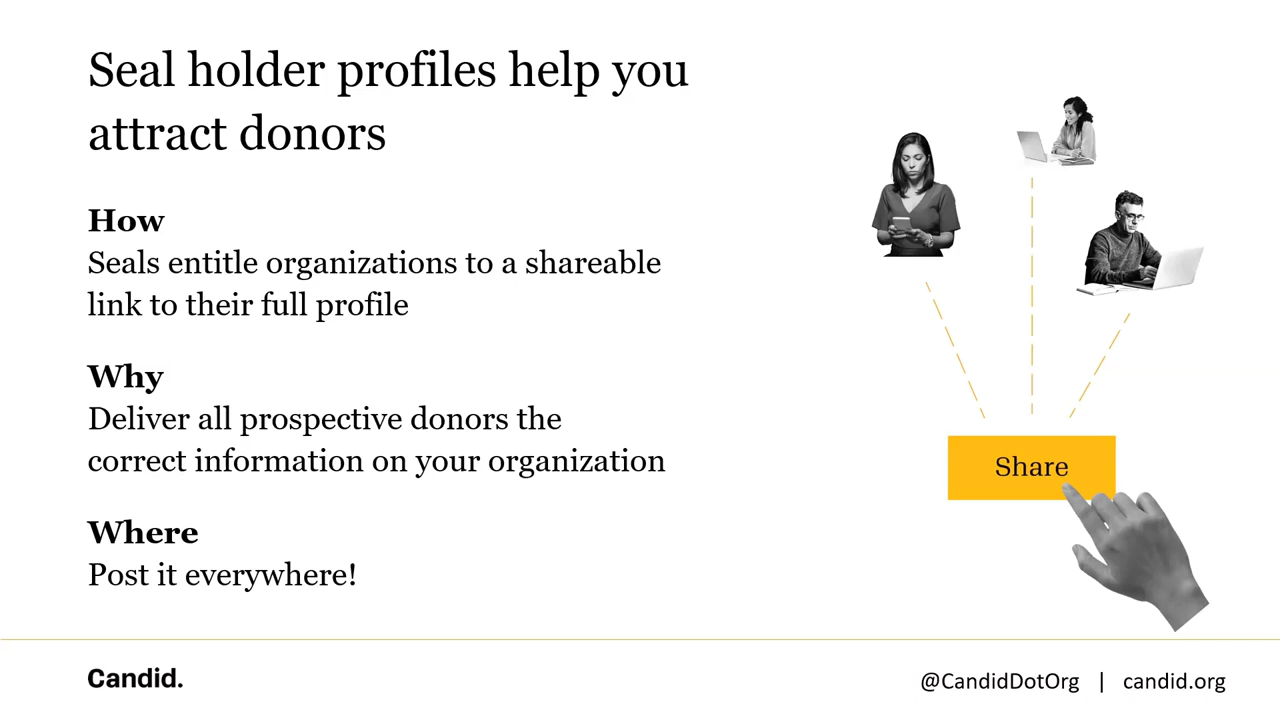 Seal holder profiles help you
attract donors
How
Seals entitle organizations to a shareable
link to their full profile
Why
Deliver all prospective donors the
correct information on your organization
Where
Post it everywhere!
Share
Candid.
@CandidDotOrg | candid.org